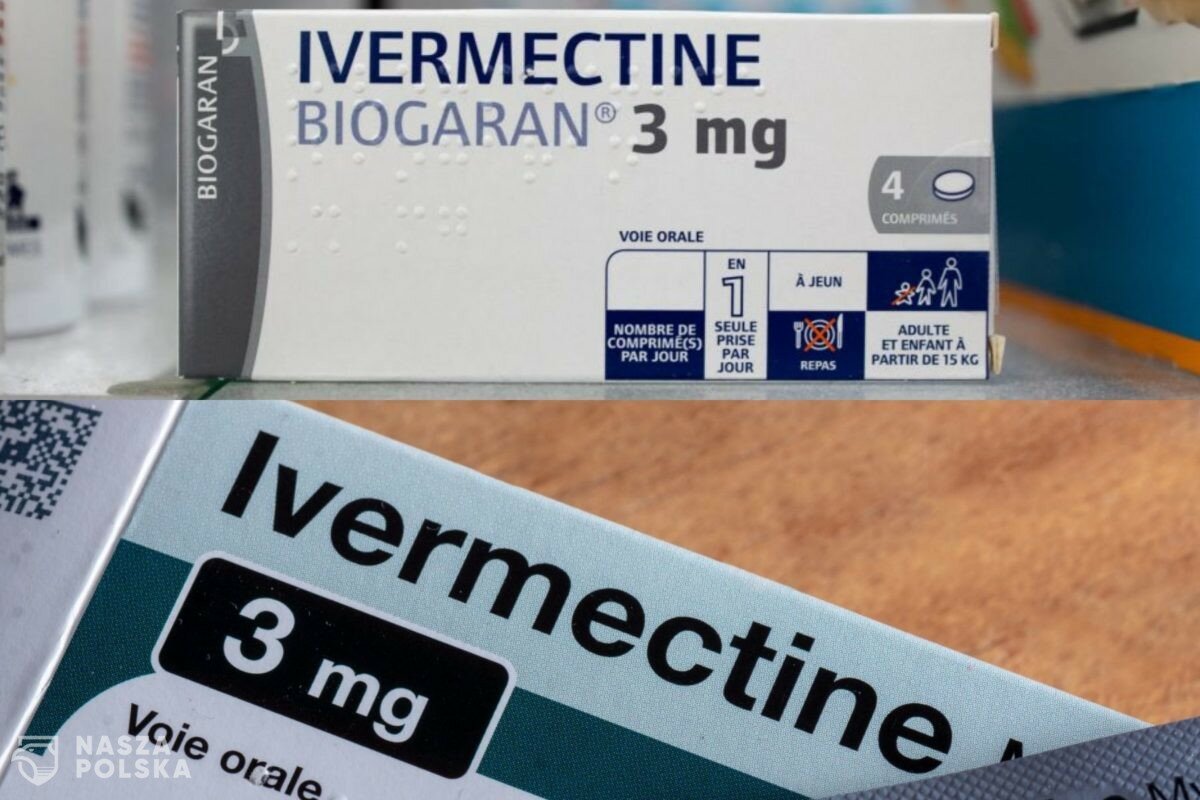 BIOGARAN
IVERMECTINE
BIOGARAN® 3 mg
4
COMPRIMÉS
VOIE ORALE
NOMBRE DE
COMPRIMÉ(S)
PAR JOUR
EN
1
SEULE
PRISE
PAR
JOUR
À JEUN
REPAS
ADULTE
ET ENFANT À
PARTIR DE 15 KG
Ivermectine
3 mg
Voie orale
NASZA
POLSKA